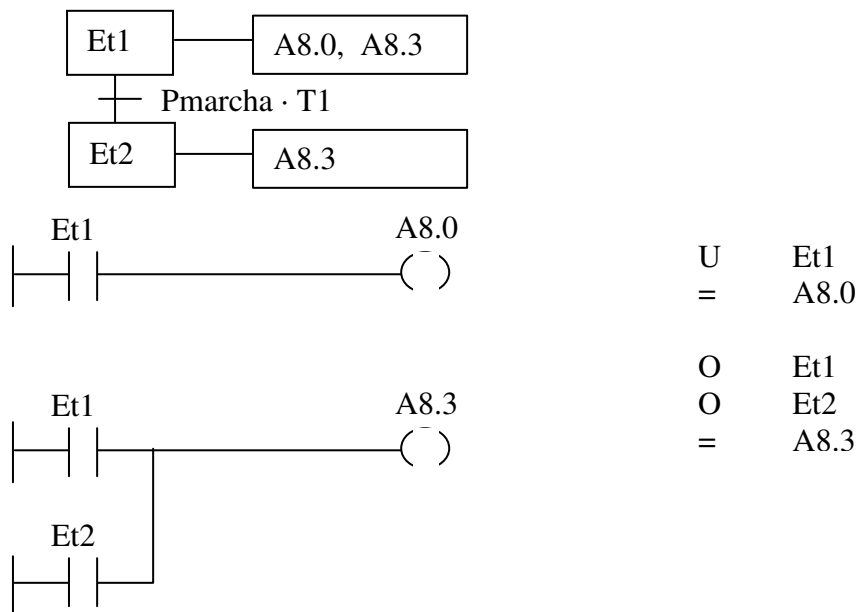 Et1 A8.0, A8.3
Pmarcha · T1
Et2 A8.3
Et1 A8.0
U Et1
= A8.0
Et1 A8.3
O Et1
O Et2
= A8.3
Et2